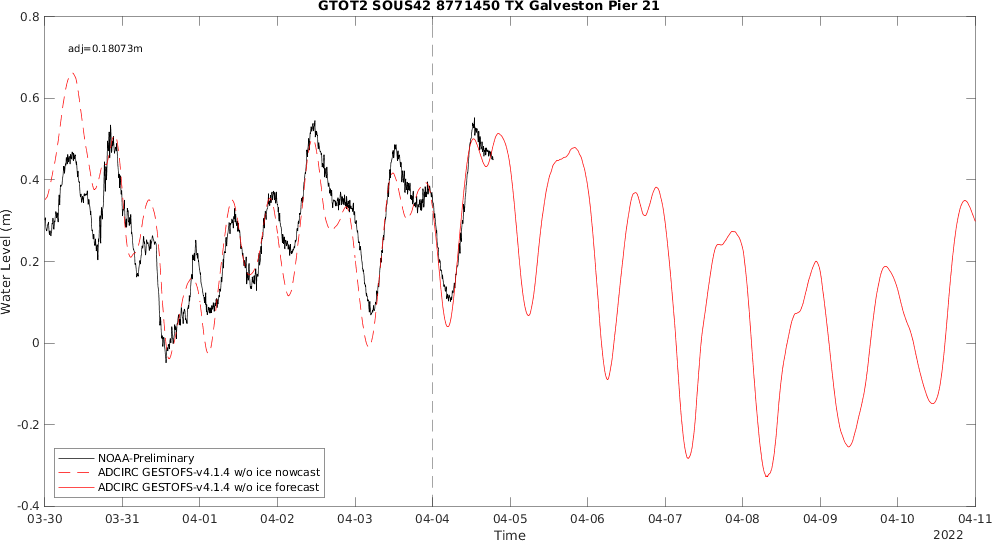 GTOT2 SOUS42 8771450 TX Galveston Pier 21
adj=0.18073m
0.8
0.6
0.4
0.2
0
-0.2
-0.4
Water Level (m)
NOAA-Preliminary
ADCIRC GESTOFS-v4.1.4 w/o ice nowcast
ADCIRC GESTOFS-v4.1.4 w/o ice forecast
03-30 03-31 04-01 04-02 04-03 04-04 04-05 04-06 04-07 04-08 04-09 04-10 04-11
Time
2022